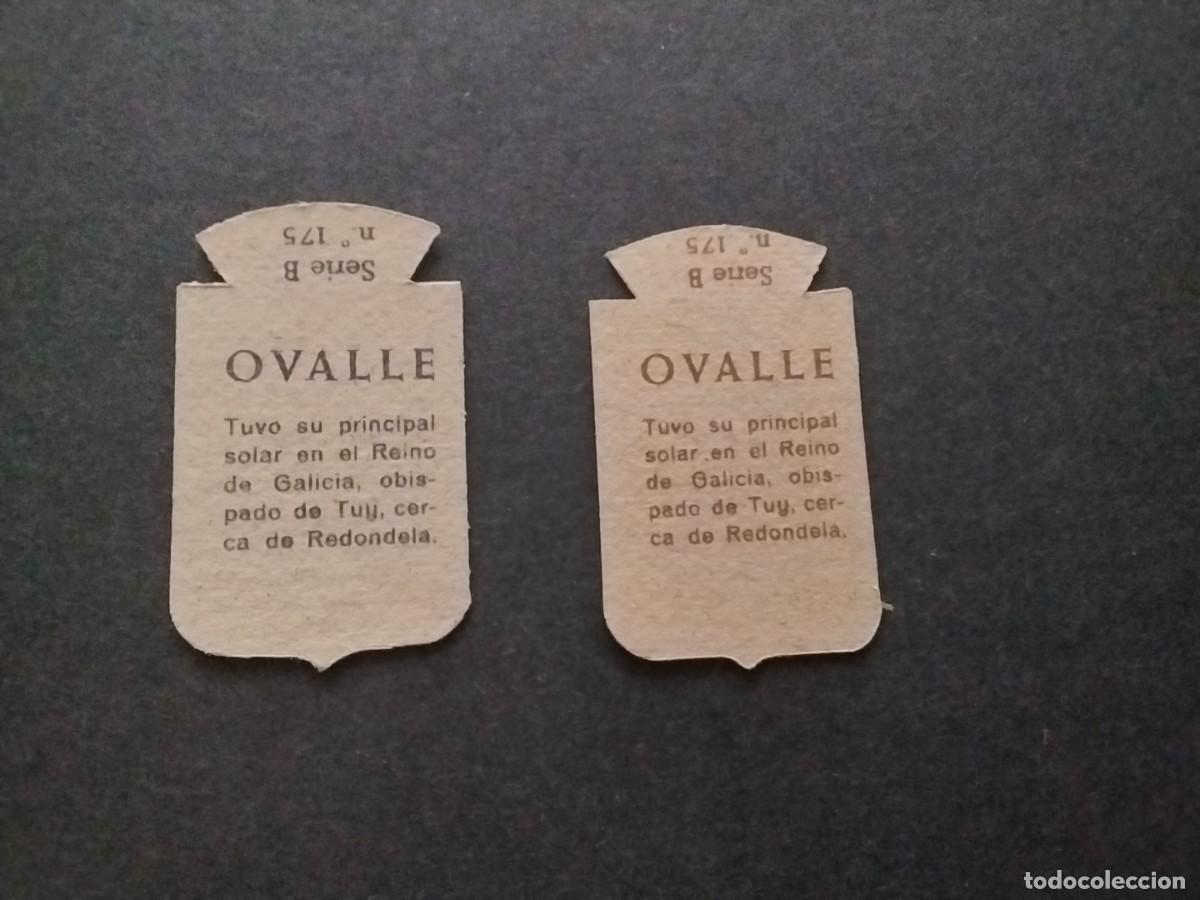 Serie B
n.º 175
OVALLE
Tuvo su principal
solar en el Reino
de Galicia, obis-
pado de Tuy, cer-
ca de Redondela.
Serie B
n.º 175
OVALLE
Tuvo su principal
solar en el Reino
de Galicia, obis-
pado de Tuy, cer-
ca de Redondela.
todocoleccion